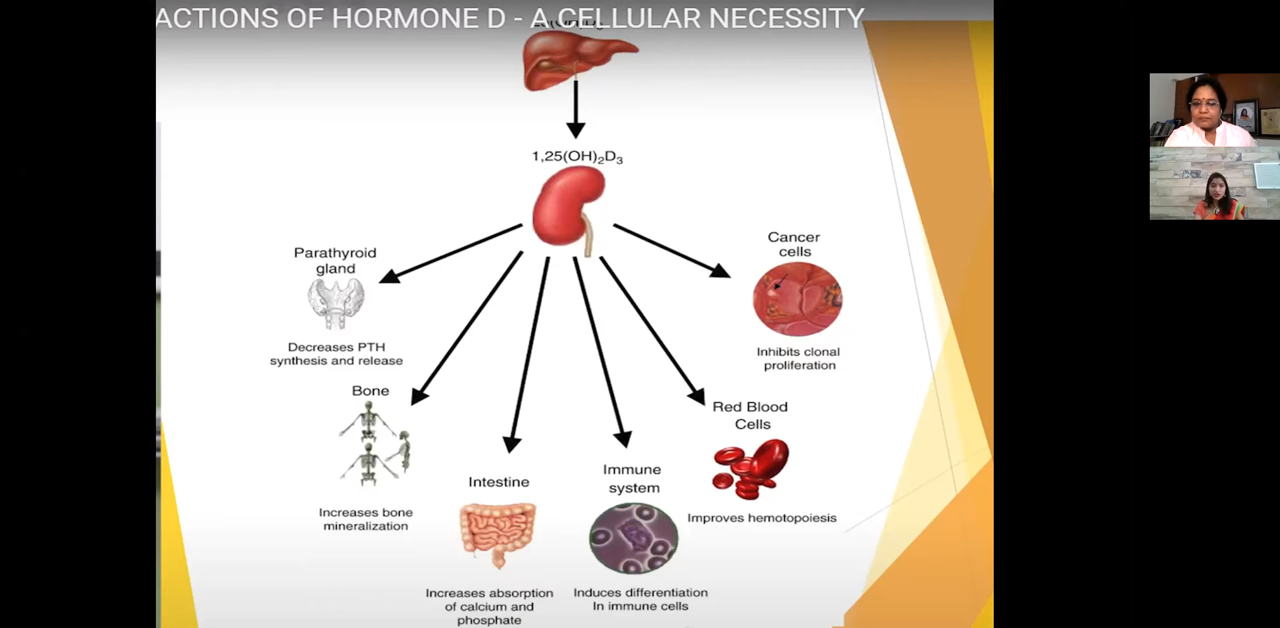 ACTIONS OF HORMONE D - A CELLULAR NECESSITY
1,25(OH)₂D₃
Parathyroid
gland
Decreases PTH
synthesis and release
Bone
Increases bone
mineralization
Intestine
Increases absorption
of calcium and
phosphate
Immune
system
Induces differentiation
In immune cells
Red Blood
Cells
Improves hemotopoiesis
Cancer
cells
Inhibits clonal
proliferation